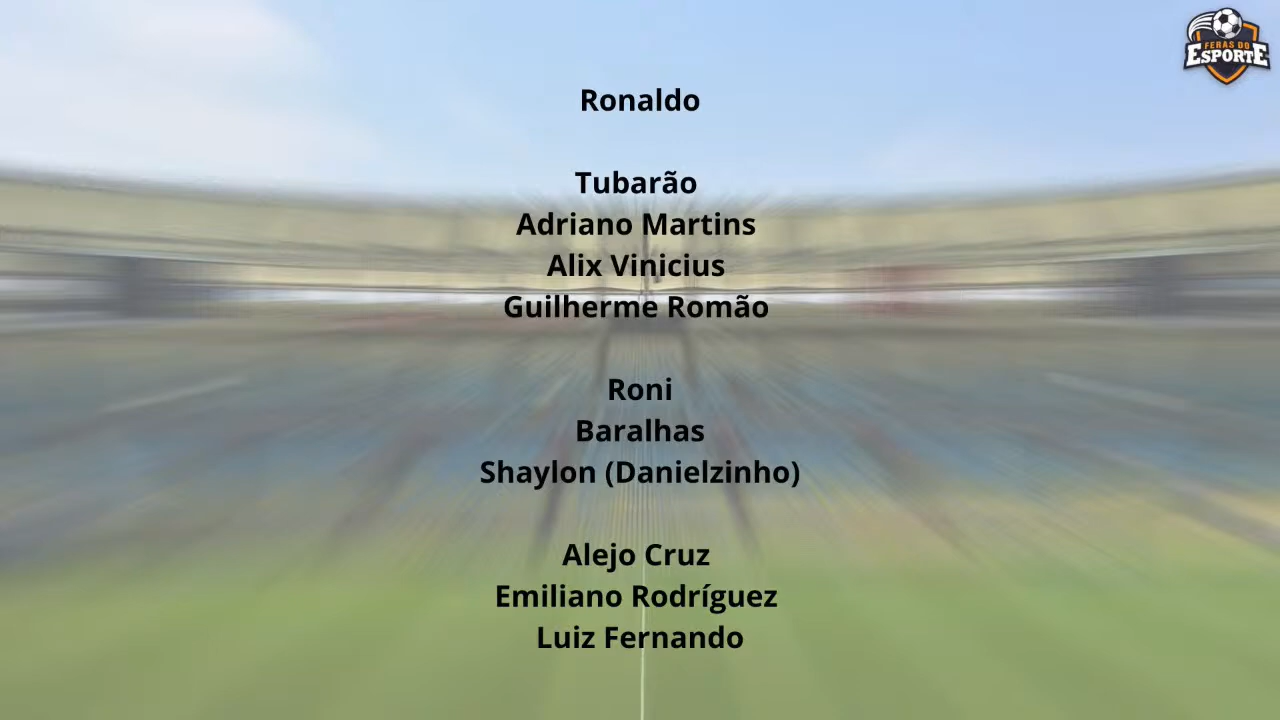 FERAS DO
ESPORTE
Ronaldo
Tubarão
Adriano Martins
Alix Vinicius
Guilherme Romão
Roni
Baralhas
Shaylon (Danielzinho)
Alejo Cruz
Emiliano Rodríguez
Luiz Fernando